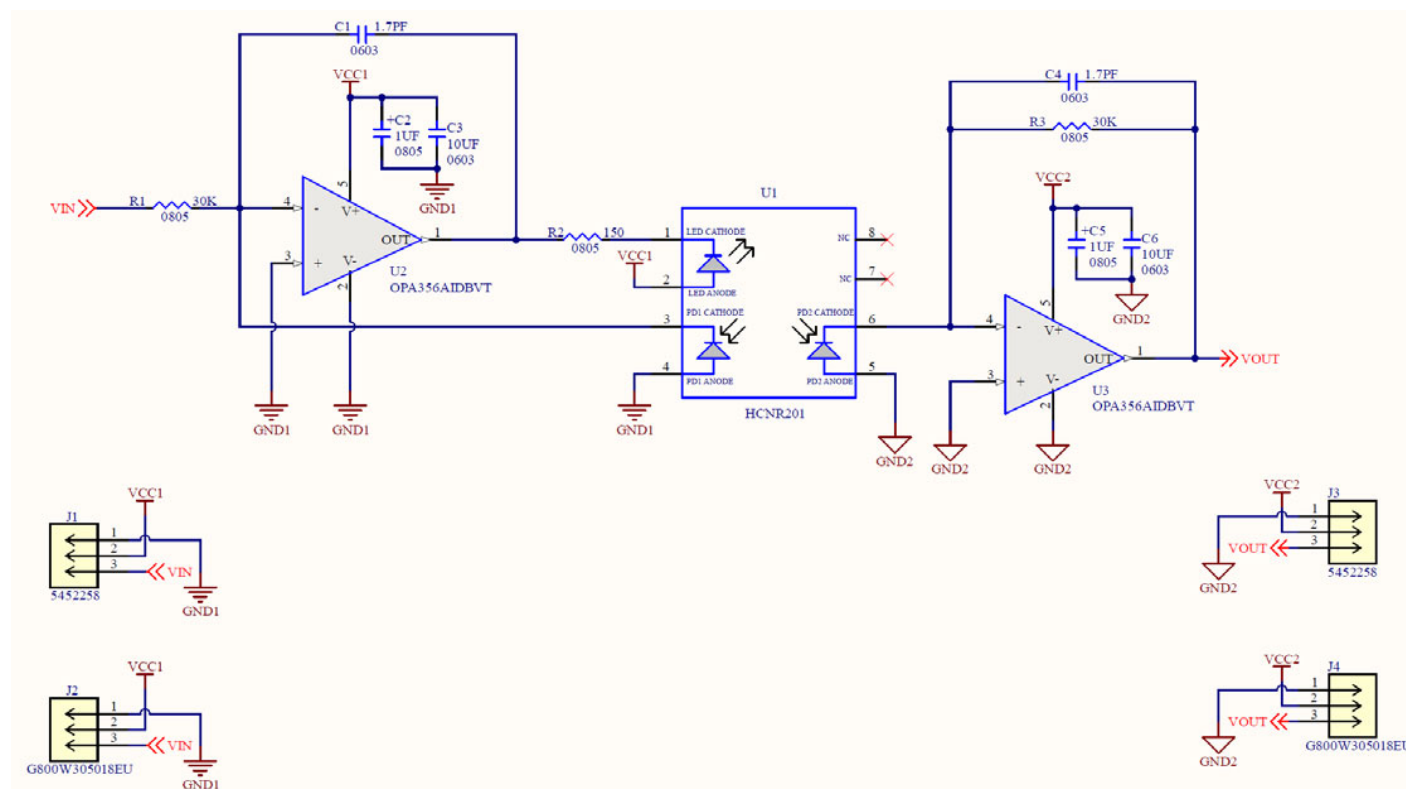 C1 1.7PF
0603
VCC1
+C2
1UF
0805
C3
10UF
0603
GND1
VIN
R1 30K
0805
4
-
5
V+
OUT
1
3
+
V-
2
U2
OPA356AIDBVT
GND1
GND1
R2 150
0805
VCC1
U1
1
LED CATHODE
2
LED ANODE
3
PD1 CATHODE
4
PD1 ANODE
NC
8
NC
7
PD2 CATHODE
6
PD2 ANODE
5
HCNR201
GND1
GND2
C4 1.7PF
0603
R3 30K
0805
VCC2
+C5
1UF
0805
C6
10UF
0603
GND2
4
-
5
V+
OUT
1
VOUT
3
+
V-
2
U3
OPA356AIDBVT
GND2
GND2
VCC1
J1
1
2
3
VIN
5452258
GND1
VCC2
J3
1
2
3
VOUT
5452258
GND2
VCC1
J2
1
2
3
VIN
G800W305018EU
GND1
VCC2
J4
1
2
3
VOUT
G800W305018EU
GND2